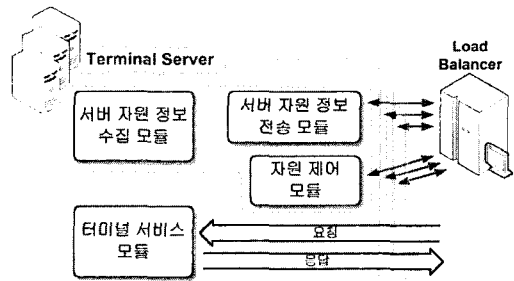 Terminal Server
Load
Balancer
서버 자원 정보
수집 모듈
서버 자원 정보
전송 모듈
자원 제어
모듈
터미널 서비스
모듈
요청
응답